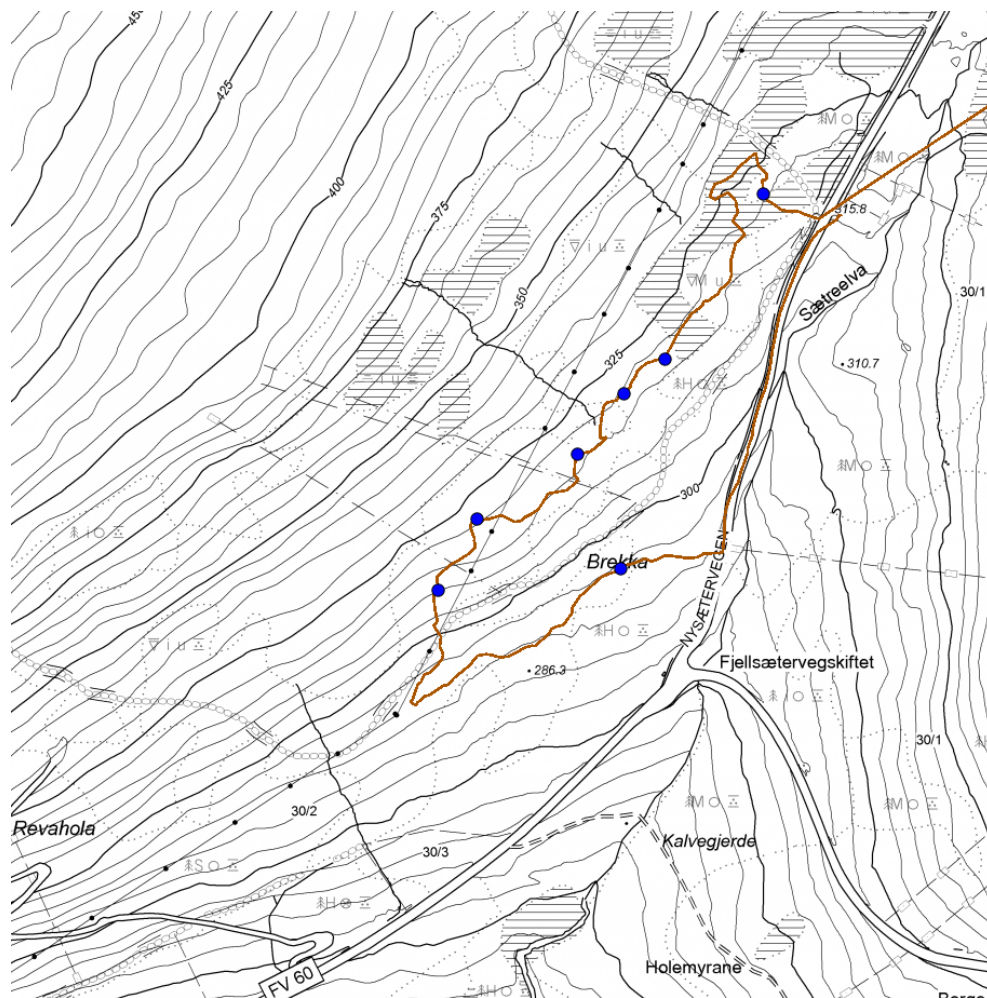 450
425
400
375
350
325
315.8
Sætreelva
30/1
310.7
300
Brekka
NYSÆTERVEGEN
286.3
Fjellsætervegskiftet
30/1
30/2
Revahola
30/3
Kalvegjerde
Holemyrane
FV 60